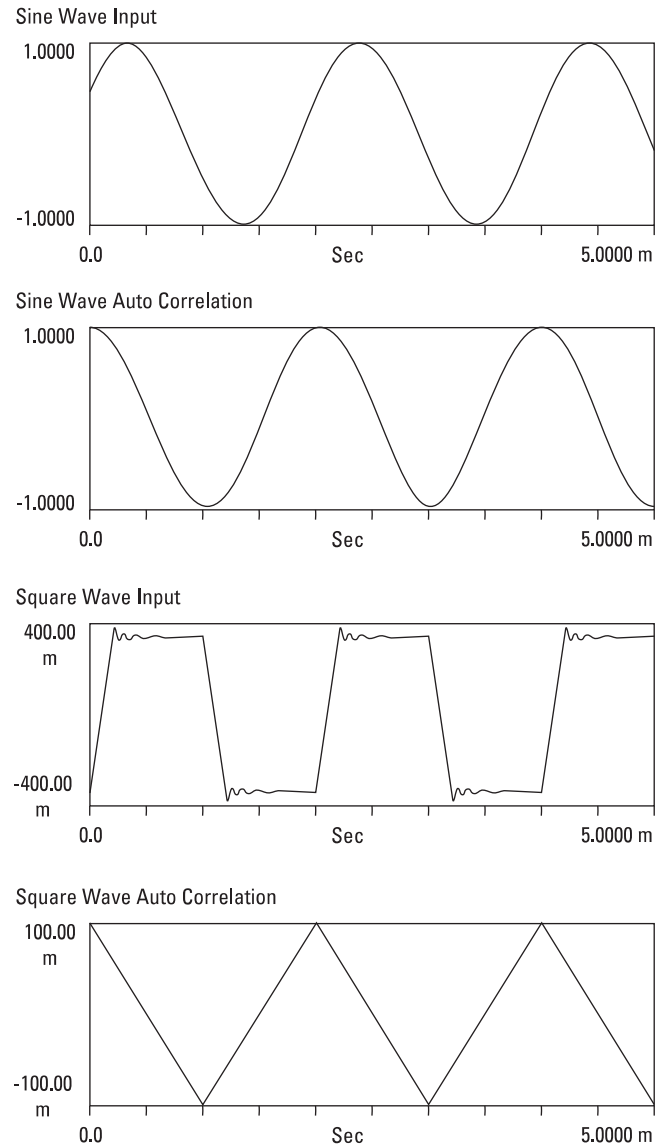 Sine Wave Input
1.0000
-1.0000
0.0 Sec 5.0000 m
Sine Wave Auto Correlation
1.0000
-1.0000
0.0 Sec 5.0000 m
Square Wave Input
400.00
m
-400.00
m
0.0 Sec 5.0000 m
Square Wave Auto Correlation
100.00
m
-100.00
m
0.0 Sec 5.0000 m